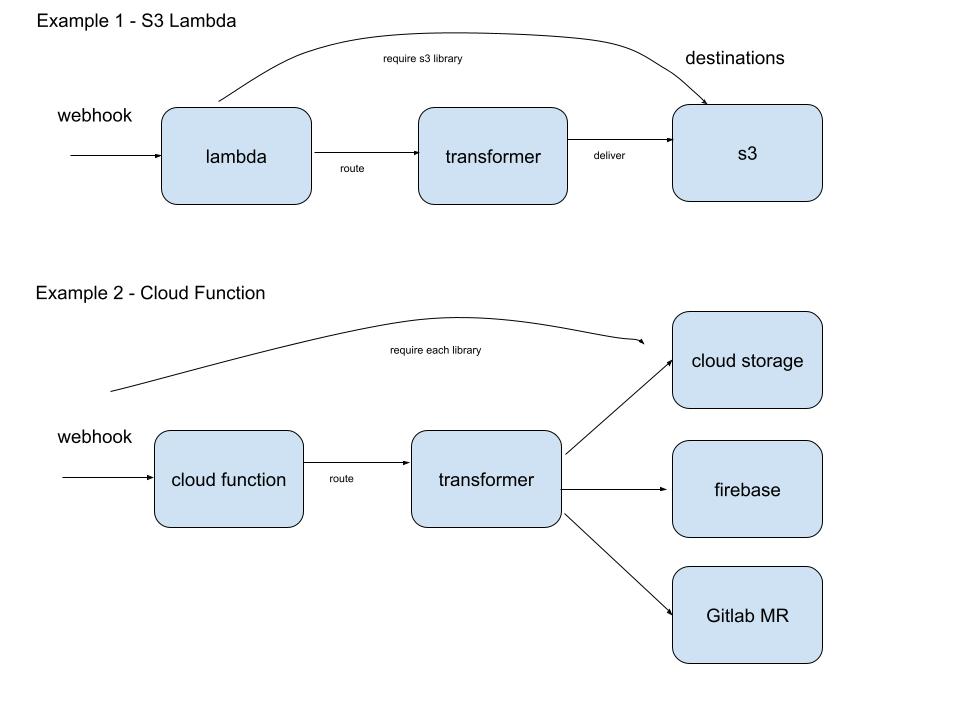 Example 1 - S3 Lambda
require s3 library
destinations
webhook
lambda
route
transformer
deliver
s3
Example 2 - Cloud Function
require each library
cloud storage
webhook
cloud function
route
transformer
firebase
Gitlab MR